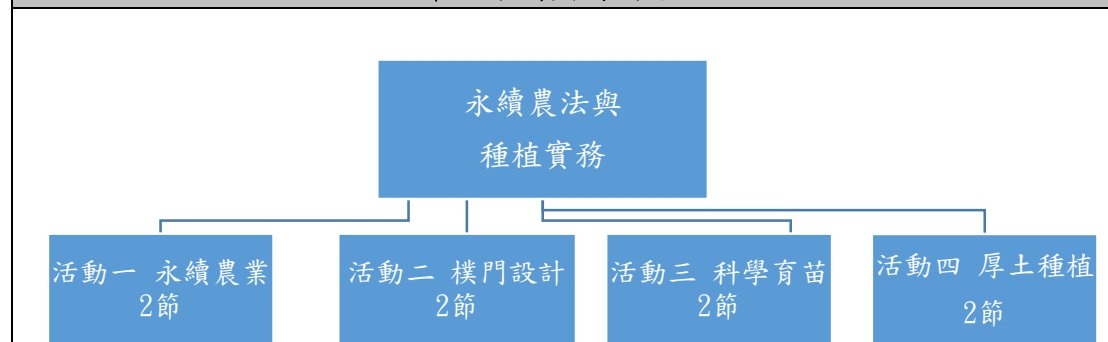 永續農法與
種植實務
活動一 永續農業
2節
活動二 樸門設計
2節
活動三 科學育苗
2節
活動四 厚土種植
2節